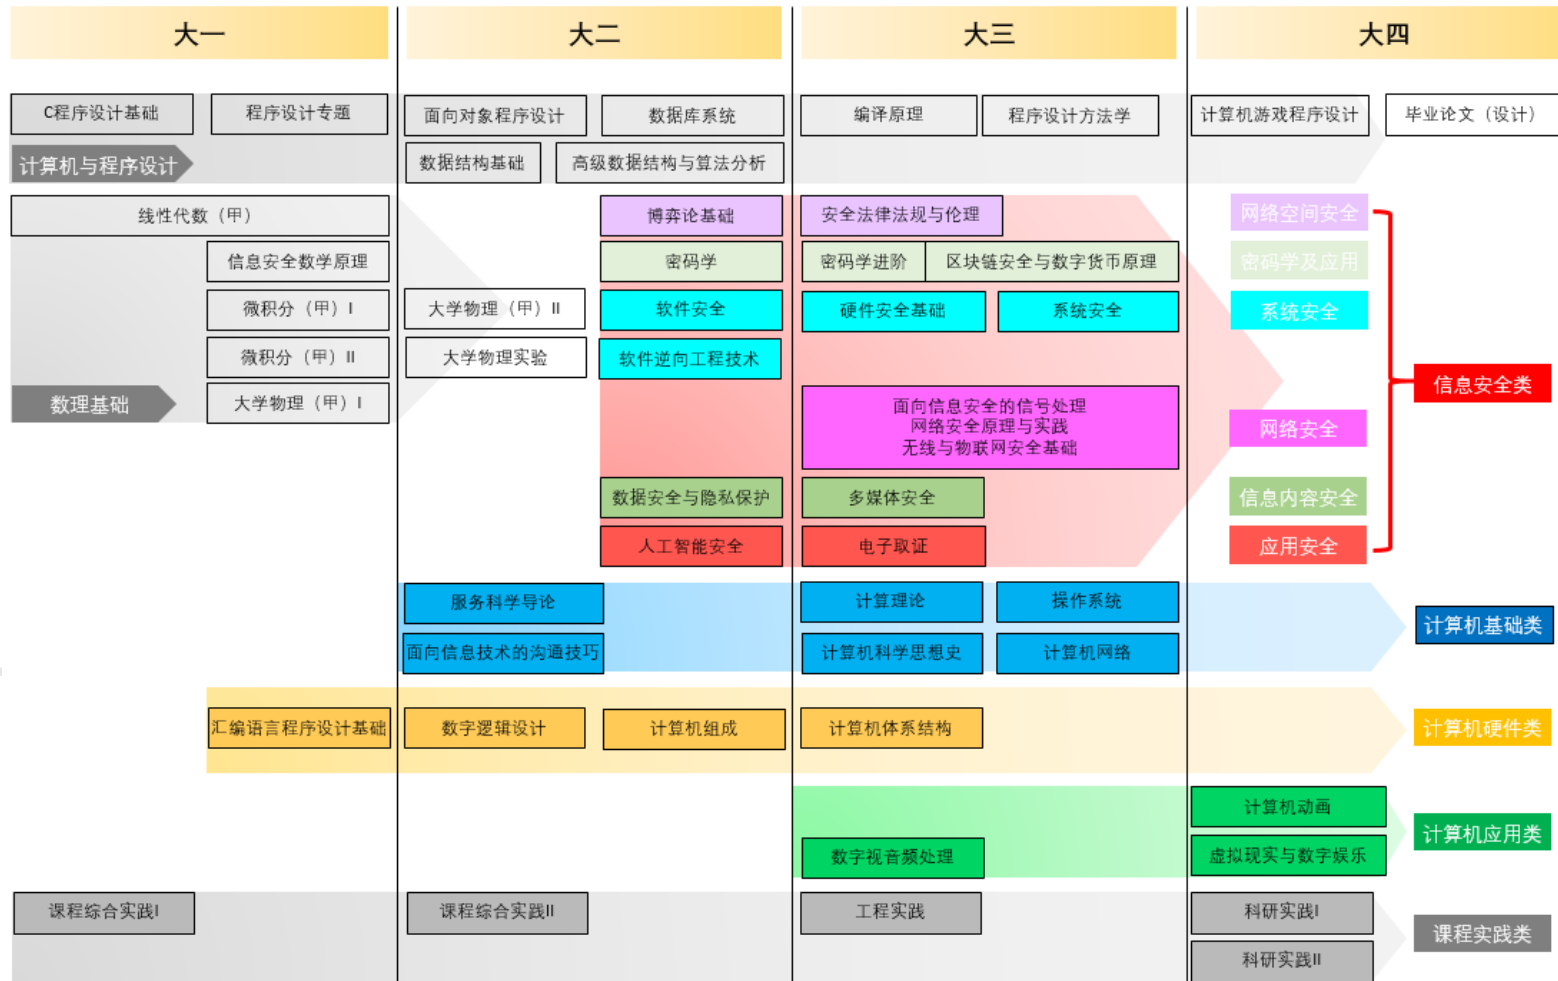 大一
大二
大三
大四
C程序设计基础
程序设计专题
面向对象程序设计
数据库系统
编译原理
程序设计方法学
计算机游戏程序设计
毕业论文（设计）
计算机与程序设计
数据结构基础
高级数据结构与算法分析
线性代数（甲）
博弈论基础
安全法律法规与伦理
网络空间安全
信息安全数学原理
密码学
密码学进阶
区块链安全与数字货币原理
密码学及应用
微积分（甲）I
大学物理（甲）II
软件安全
硬件安全基础
系统安全
系统安全
微积分（甲）II
大学物理实验
软件逆向工程技术
信息安全类
数理基础
大学物理（甲）I
面向信息安全的信号处理
网络安全原理与实践
无线与物联网安全基础
网络安全
数据安全与隐私保护
多媒体安全
信息内容安全
人工智能安全
电子取证
应用安全
服务科学导论
计算理论
操作系统
计算机基础类
面向信息技术的沟通技巧
计算机科学思想史
计算机网络
汇编语言程序设计基础
数字逻辑设计
计算机组成
计算机体系结构
计算机硬件类
计算机动画
计算机应用类
数字视音频处理
虚拟现实与数字娱乐
课程综合实践I
课程综合实践II
工程实践
科研实践I
课程实践类
科研实践II